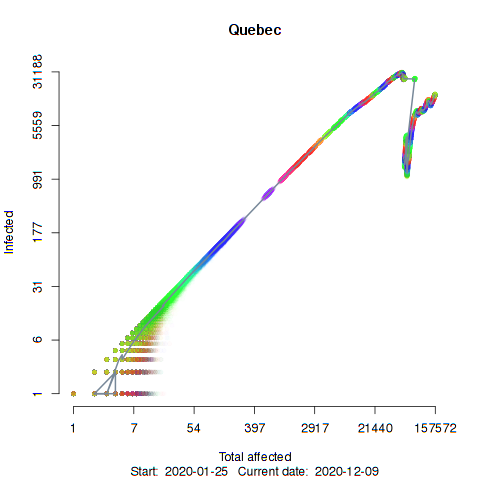 Quebec
31188
5559
991
177
31
6
1
Infected
1 7 54 397 2917 21440 157572
Total affected
Start: 2020-01-25 Current date: 2020-12-09